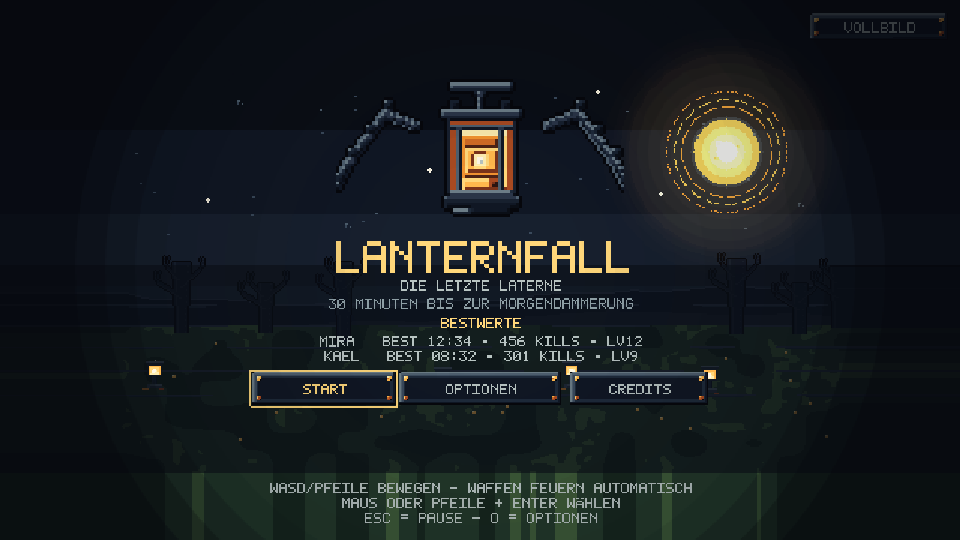 VOLLBILD
LANTERNFALL
DIE LETZTE LATERNE
30 MINUTEN BIS ZUR MORGENDAMMERUNG
BESTWERTE
MIRA BEST 12:34 - 456 KILLS - LV12
KAEL BEST 08:32 - 301 KILLS - LV9
START OPTIONEN CREDITS
WASD/PFEILE BEWEGEN - WAFFEN FEUERN AUTOMATISCH
MAUS ODER PFEILE + ENTER WÄHLEN
ESC = PAUSE - O = OPTIONEN